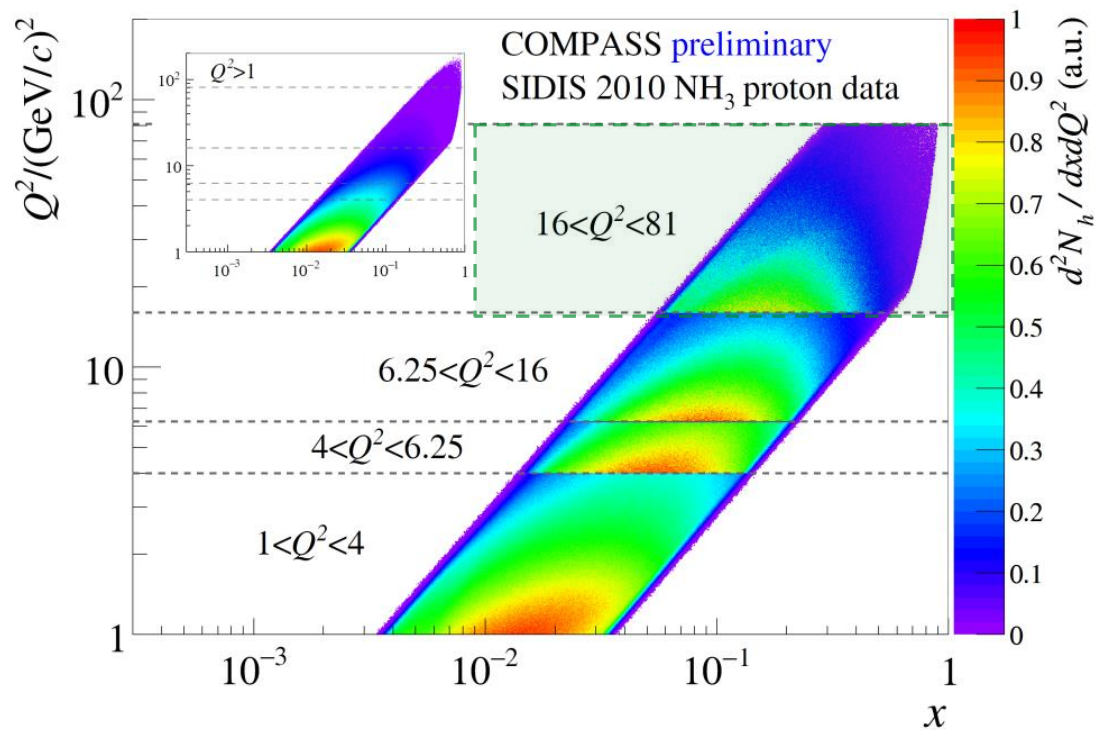 COMPASS preliminary
SIDIS 2010 NH₃ proton data
Q²/(GeV/c)²
10²
10
1
Q²>1
10²
10
1
10⁻³
10⁻²
10⁻¹
1
16<Q²<81
6.25<Q²<16
4<Q²<6.25
1<Q²<4
10⁻³
10⁻²
10⁻¹
1
x
1
0.9
0.8
0.7
0.6
0.5
0.4
0.3
0.2
0.1
0
d²N_h / dxdQ² (a.u.)